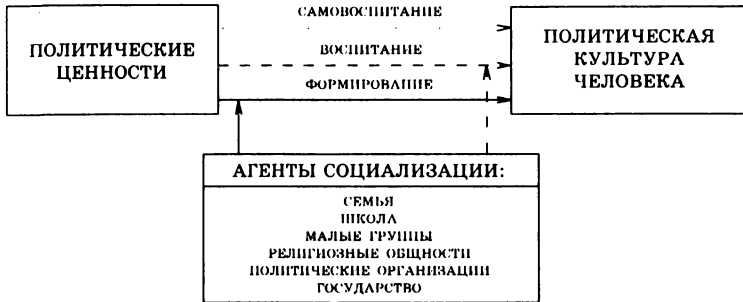 САМОВОСПИТАНИЕ
ПОЛИТИЧЕСКИЕ
ЦЕННОСТИ
ВОСПИТАНИЕ
ФОРМИРОВАНИЕ
ПОЛИТИЧЕСКАЯ
КУЛЬТУРА
ЧЕЛОВЕКА
АГЕНТЫ СОЦИАЛИЗАЦИИ:
СЕМЬЯ
ШКОЛА
МАЛЫЕ ГРУППЫ
РЕЛИГИОЗНЫЕ ОБЩНОСТИ
ПОЛИТИЧЕСКИЕ ОРГАНИЗАЦИИ
ГОСУДАРСТВО